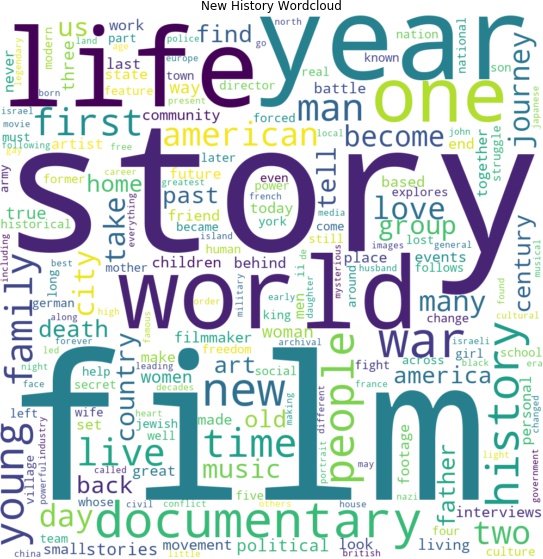 New History Wordcloud
life
year
story
world
film
one
first
american
man
find
us
become
journey
love
group
tell
past
home
take
city
family
young
death
country
new
art
time
live
back
day
documentary
music
old
people
war
many
america
history
century
father
two
political
interviews
personal
living
look
movement
stories
small
great
women
woman
filmmaker
children
behind
friend
future
artist
community
director
way
state
three
never
work
part
last
town
feature
modern
land
age
police
europe
north
go
real
battle
known
nation
national
son
forced
local
john
end
together
struggle
japanese
legendary
born
present
israel
movie
following
must
gay
free
true
historical
former
career
greatest
everything
became
later
human
island
even
power
today
york
french
media
still
come
based
explores
lost
general
images
place
events
follows
mysterious
husband
around
change
musical
found
cultural
army
including
long
best
german
along
forever
led
high
mother
king
men
ii
de
daughter
early
military
order
famous
freedom
archival
make
leading
decades
social
help
secret
night
face
wife
set
jewish
well
heart
made
making
different
portrait
fight
across
france
girl
black
israeli
school
era
changed
light
government
footage
nazi
left
village
powerful
industry
called
whose
civil
conflict
five
others
house
may
british
four
team
china
little
culture